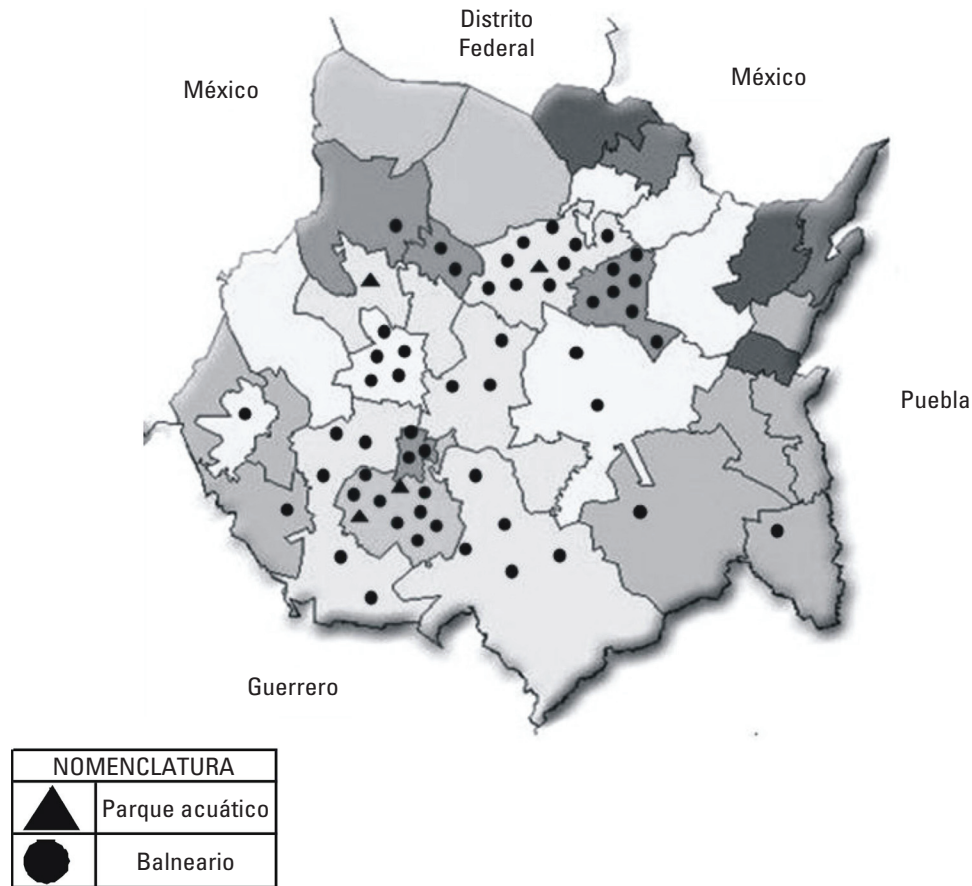 Distrito
Federal
México
México
Puebla
Guerrero
NOMENCLATURA
Parque acuático
Balneario